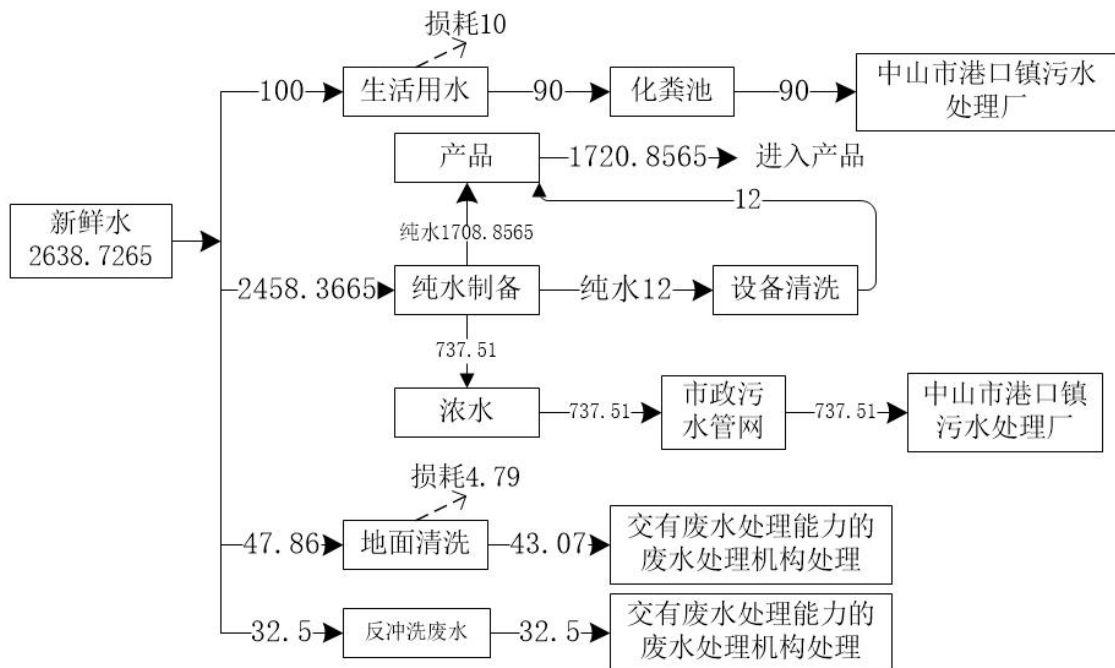 损耗10
100
生活用水
90
化粪池
90
中山市港口镇污水
处理厂
产品
1720.8565
进入产品
12
新鲜水
2638.7265
纯水1708.8565
2458.3665
纯水制备
纯水12
设备清洗
737.51
浓水
737.51
市政污
水管网
737.51
中山市港口镇
污水处理厂
损耗4.79
47.86
地面清洗
43.07
交有废水处理能力的
废水处理机构处理
32.5
反冲洗废水
32.5
交有废水处理能力的
废水处理机构处理